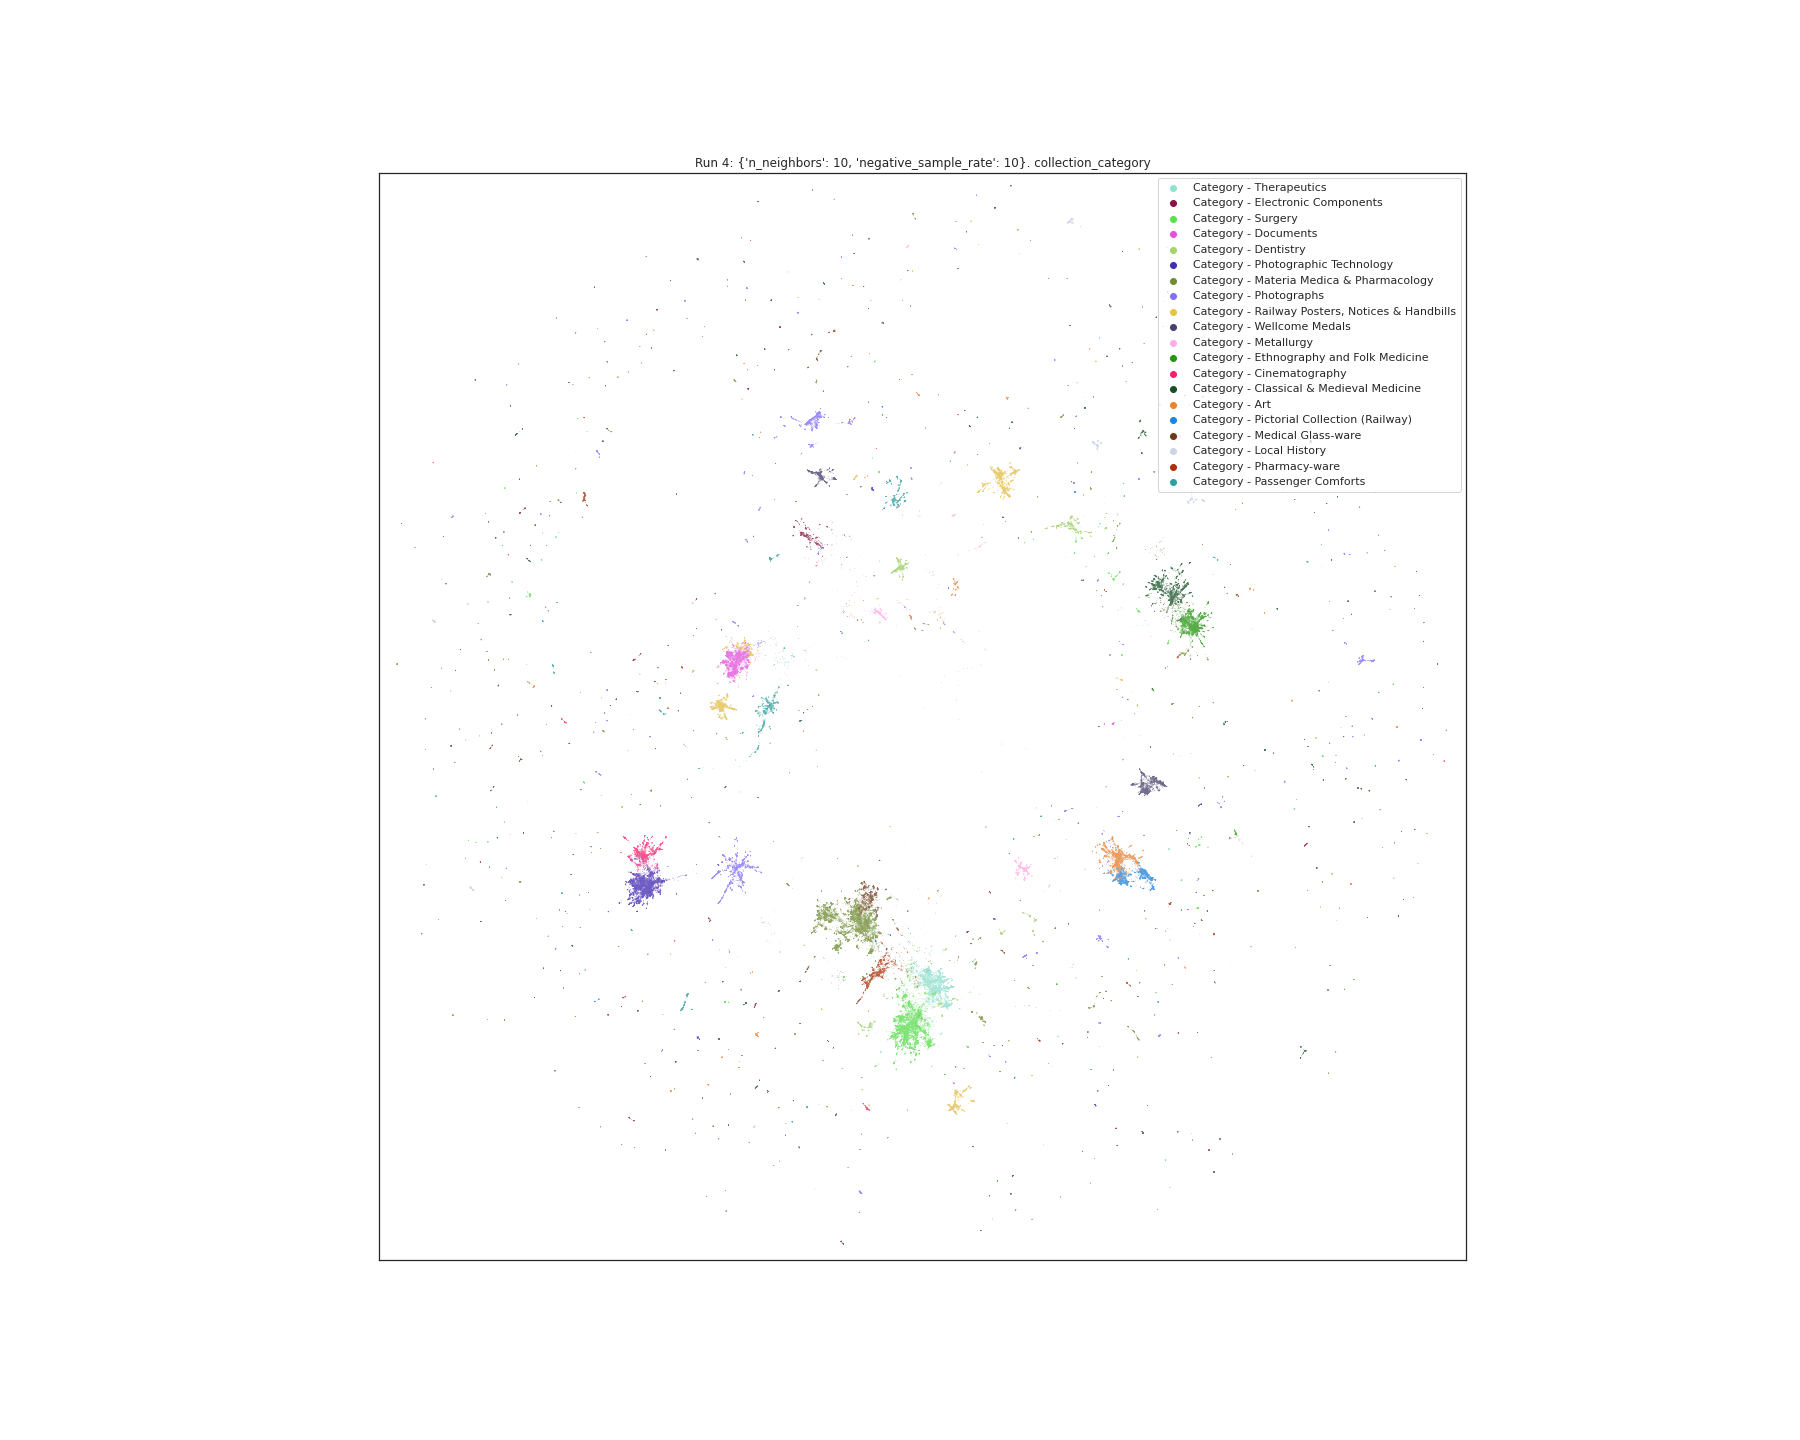 Run 4: {'n_neighbors': 10, 'negative_sample_rate': 10}. collection_category
Category - Therapeutics
Category - Electronic Components
Category - Surgery
Category - Documents
Category - Dentistry
Category - Photographic Technology
Category - Materia Medica & Pharmacology
Category - Photographs
Category - Railway Posters, Notices & Handbills
Category - Wellcome Medals
Category - Metallurgy
Category - Ethnography and Folk Medicine
Category - Cinematography
Category - Classical & Medieval Medicine
Category - Art
Category - Pictorial Collection (Railway)
Category - Medical Glass-ware
Category - Local History
Category - Pharmacy-ware
Category - Passenger Comforts